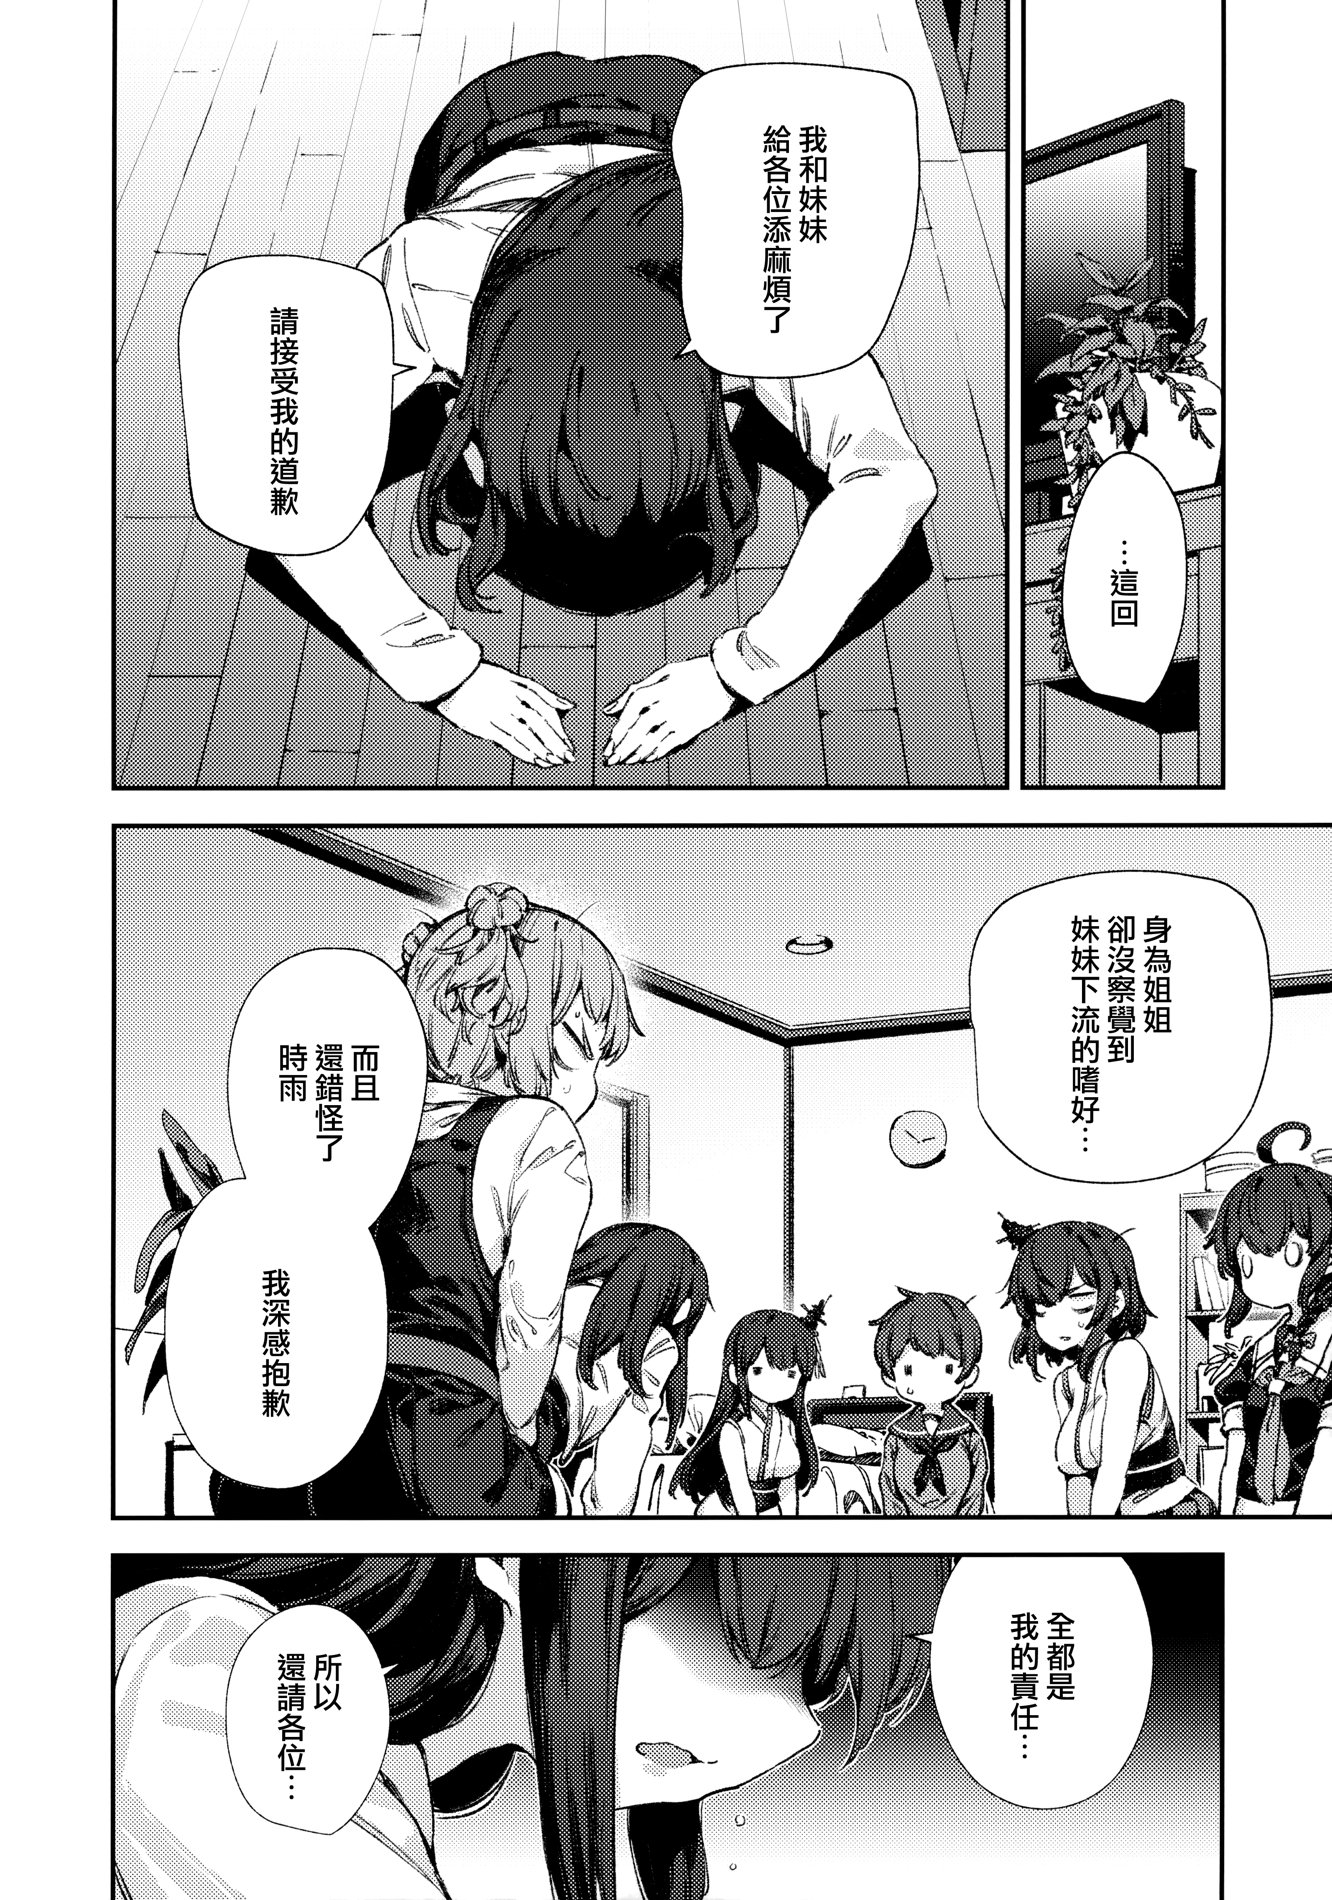 …這回
我和妹妹
給各位添麻煩了
請接受我的道歉
身為姐姐
卻沒察覺到
妹妹下流的嗜好…
而且
還錯怪了
時雨
我深感抱歉
全都是
我的責任…
所以
還請各位…